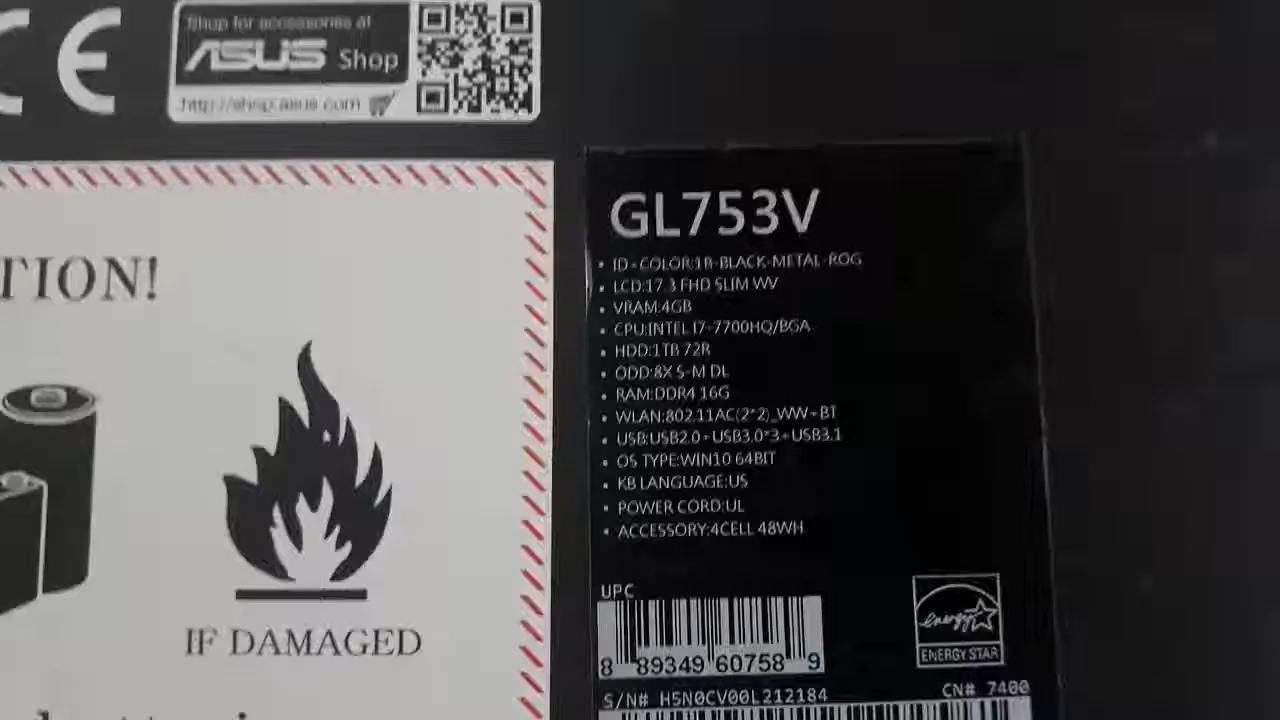 CE
Shop for accessories at
ASUS Shop
http://shop.asus.com
TION!
IF DAMAGED
GL753V
• ID-COLOR:1B-BLACK-METAL-ROG
• LCD:17.3 FHD SLIM WV
• VRAM:4GB
• CPU:INTEL I7-7700HQ/BGA
• HDD:1TB 72R
• ODD:8X S-M DL
• RAM:DDR4 16G
• WLAN:802.11AC(2*2)_WW+BT
• USB:USB2.0+USB3.0*3+USB3.1
• OS TYPE:WIN10 64BIT
• KB LANGUAGE:US
• POWER CORD:UL
• ACCESSORY:4CELL 48WH
UPC
8 89349 60758 9
energy
ENERGY STAR
S/N# H5N0CV00L212184
CN# 7400